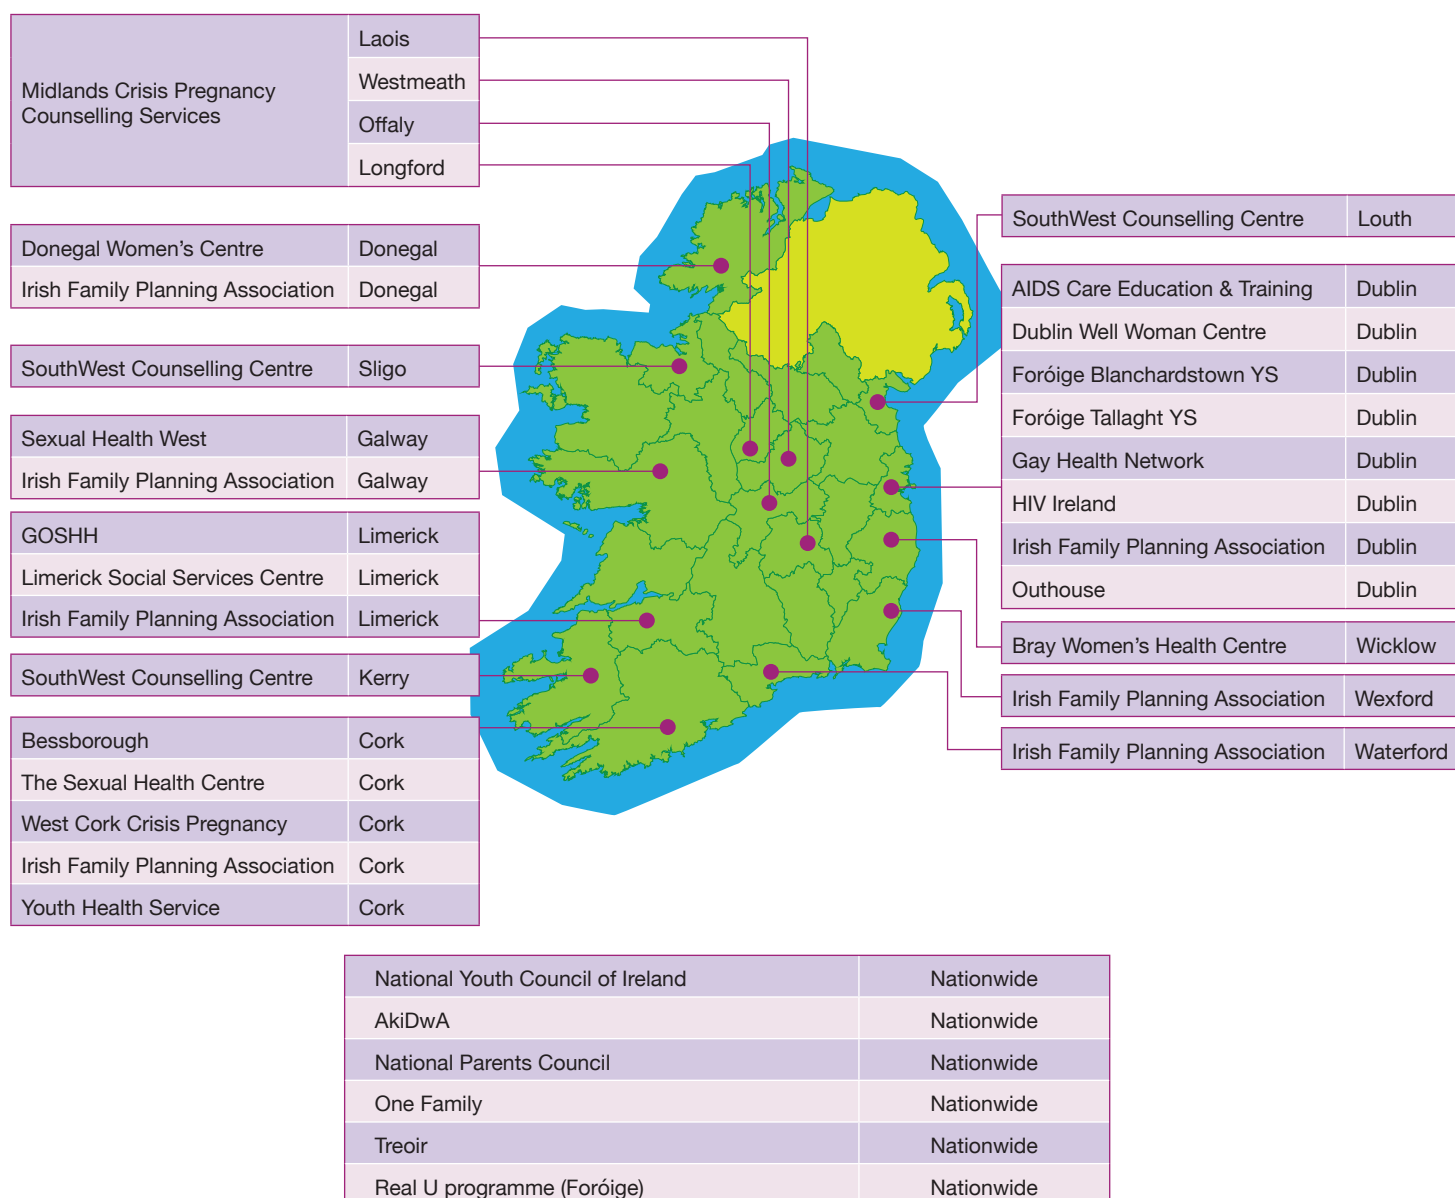 Midlands Crisis Pregnancy
Counselling Services
Laois
Westmeath
Offaly
Longford
Donegal Women’s Centre Donegal
Irish Family Planning Association Donegal
SouthWest Counselling Centre Sligo
Sexual Health West Galway
Irish Family Planning Association Galway
GOSHH Limerick
Limerick Social Services Centre Limerick
Irish Family Planning Association Limerick
SouthWest Counselling Centre Kerry
Bessborough Cork
The Sexual Health Centre Cork
West Cork Crisis Pregnancy Cork
Irish Family Planning Association Cork
Youth Health Service Cork
SouthWest Counselling Centre Louth
AIDS Care Education & Training Dublin
Dublin Well Woman Centre Dublin
Foróige Blanchardstown YS Dublin
Foróige Tallaght YS Dublin
Gay Health Network Dublin
HIV Ireland Dublin
Irish Family Planning Association Dublin
Outhouse Dublin
Bray Women’s Health Centre Wicklow
Irish Family Planning Association Wexford
Irish Family Planning Association Waterford
National Youth Council of Ireland Nationwide
AkiDwA Nationwide
National Parents Council Nationwide
One Family Nationwide
Treoir Nationwide
Real U programme (Foróige) Nationwide